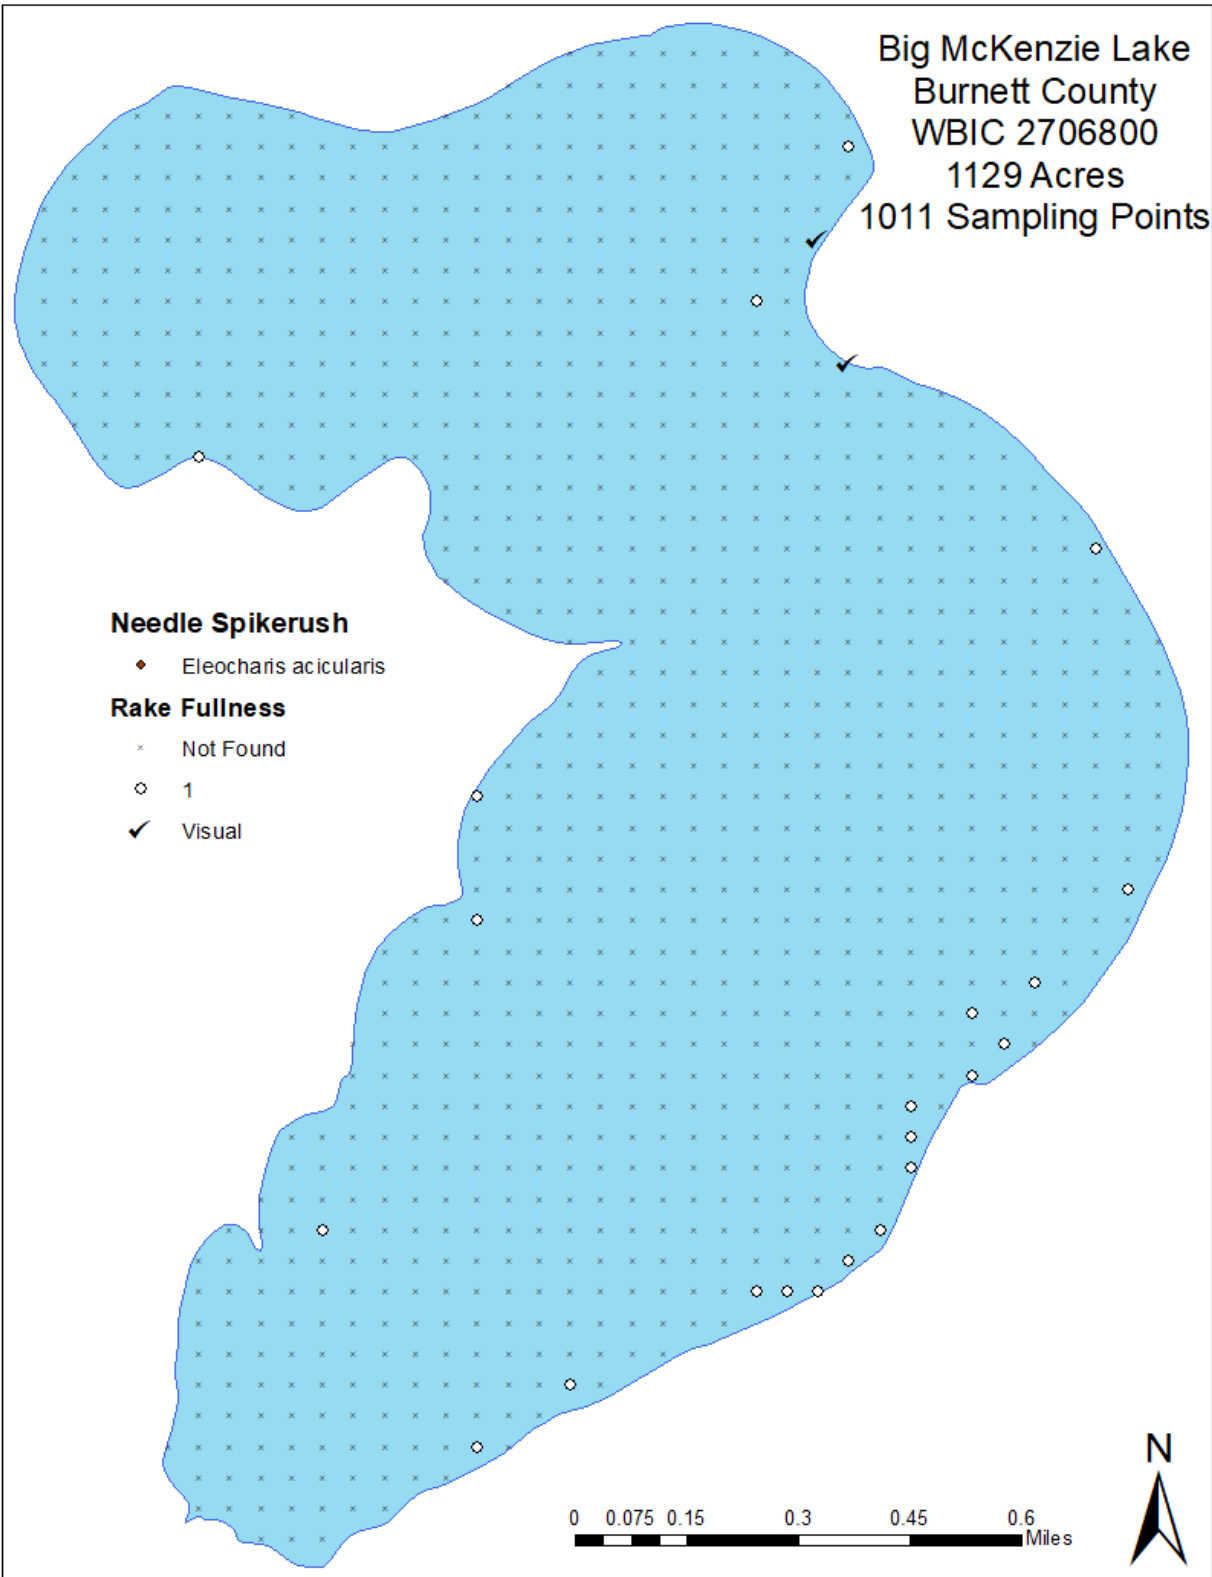 Big McKenzie Lake
Burnett County
WBIC 2706800
1129 Acres
1011 Sampling Points
Needle Spikerush
Eleocharis acicularis
Rake Fullness
Not Found
1
Visual
N
0 0.075 0.15 0.3 0.45 0.6
Miles